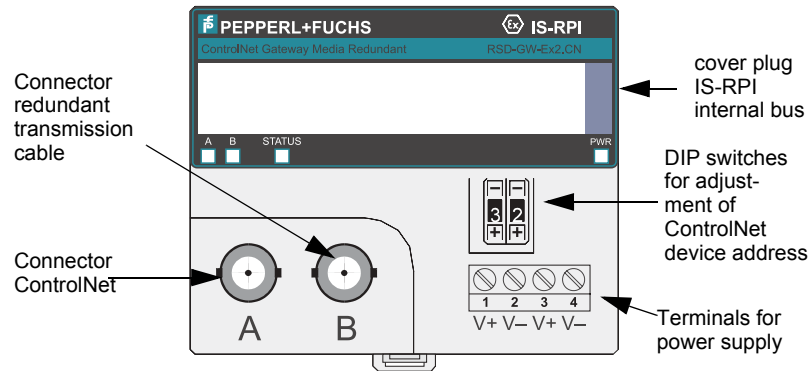 PEPPERL+FUCHS
Ex IS-RPI
ControlNet Gateway Media Redundant
RSD-GW-Ex2.CN
A B STATUS
PWR
Connector
redundant
transmission
cable
Connector
ControlNet
A B
cover plug
IS-RPI
internal bus
DIP switches
for adjust-
ment of
ControlNet
device address
– –
3 2
+ +
1 2 3 4
V+ V– V+ V–
Terminals for
power supply